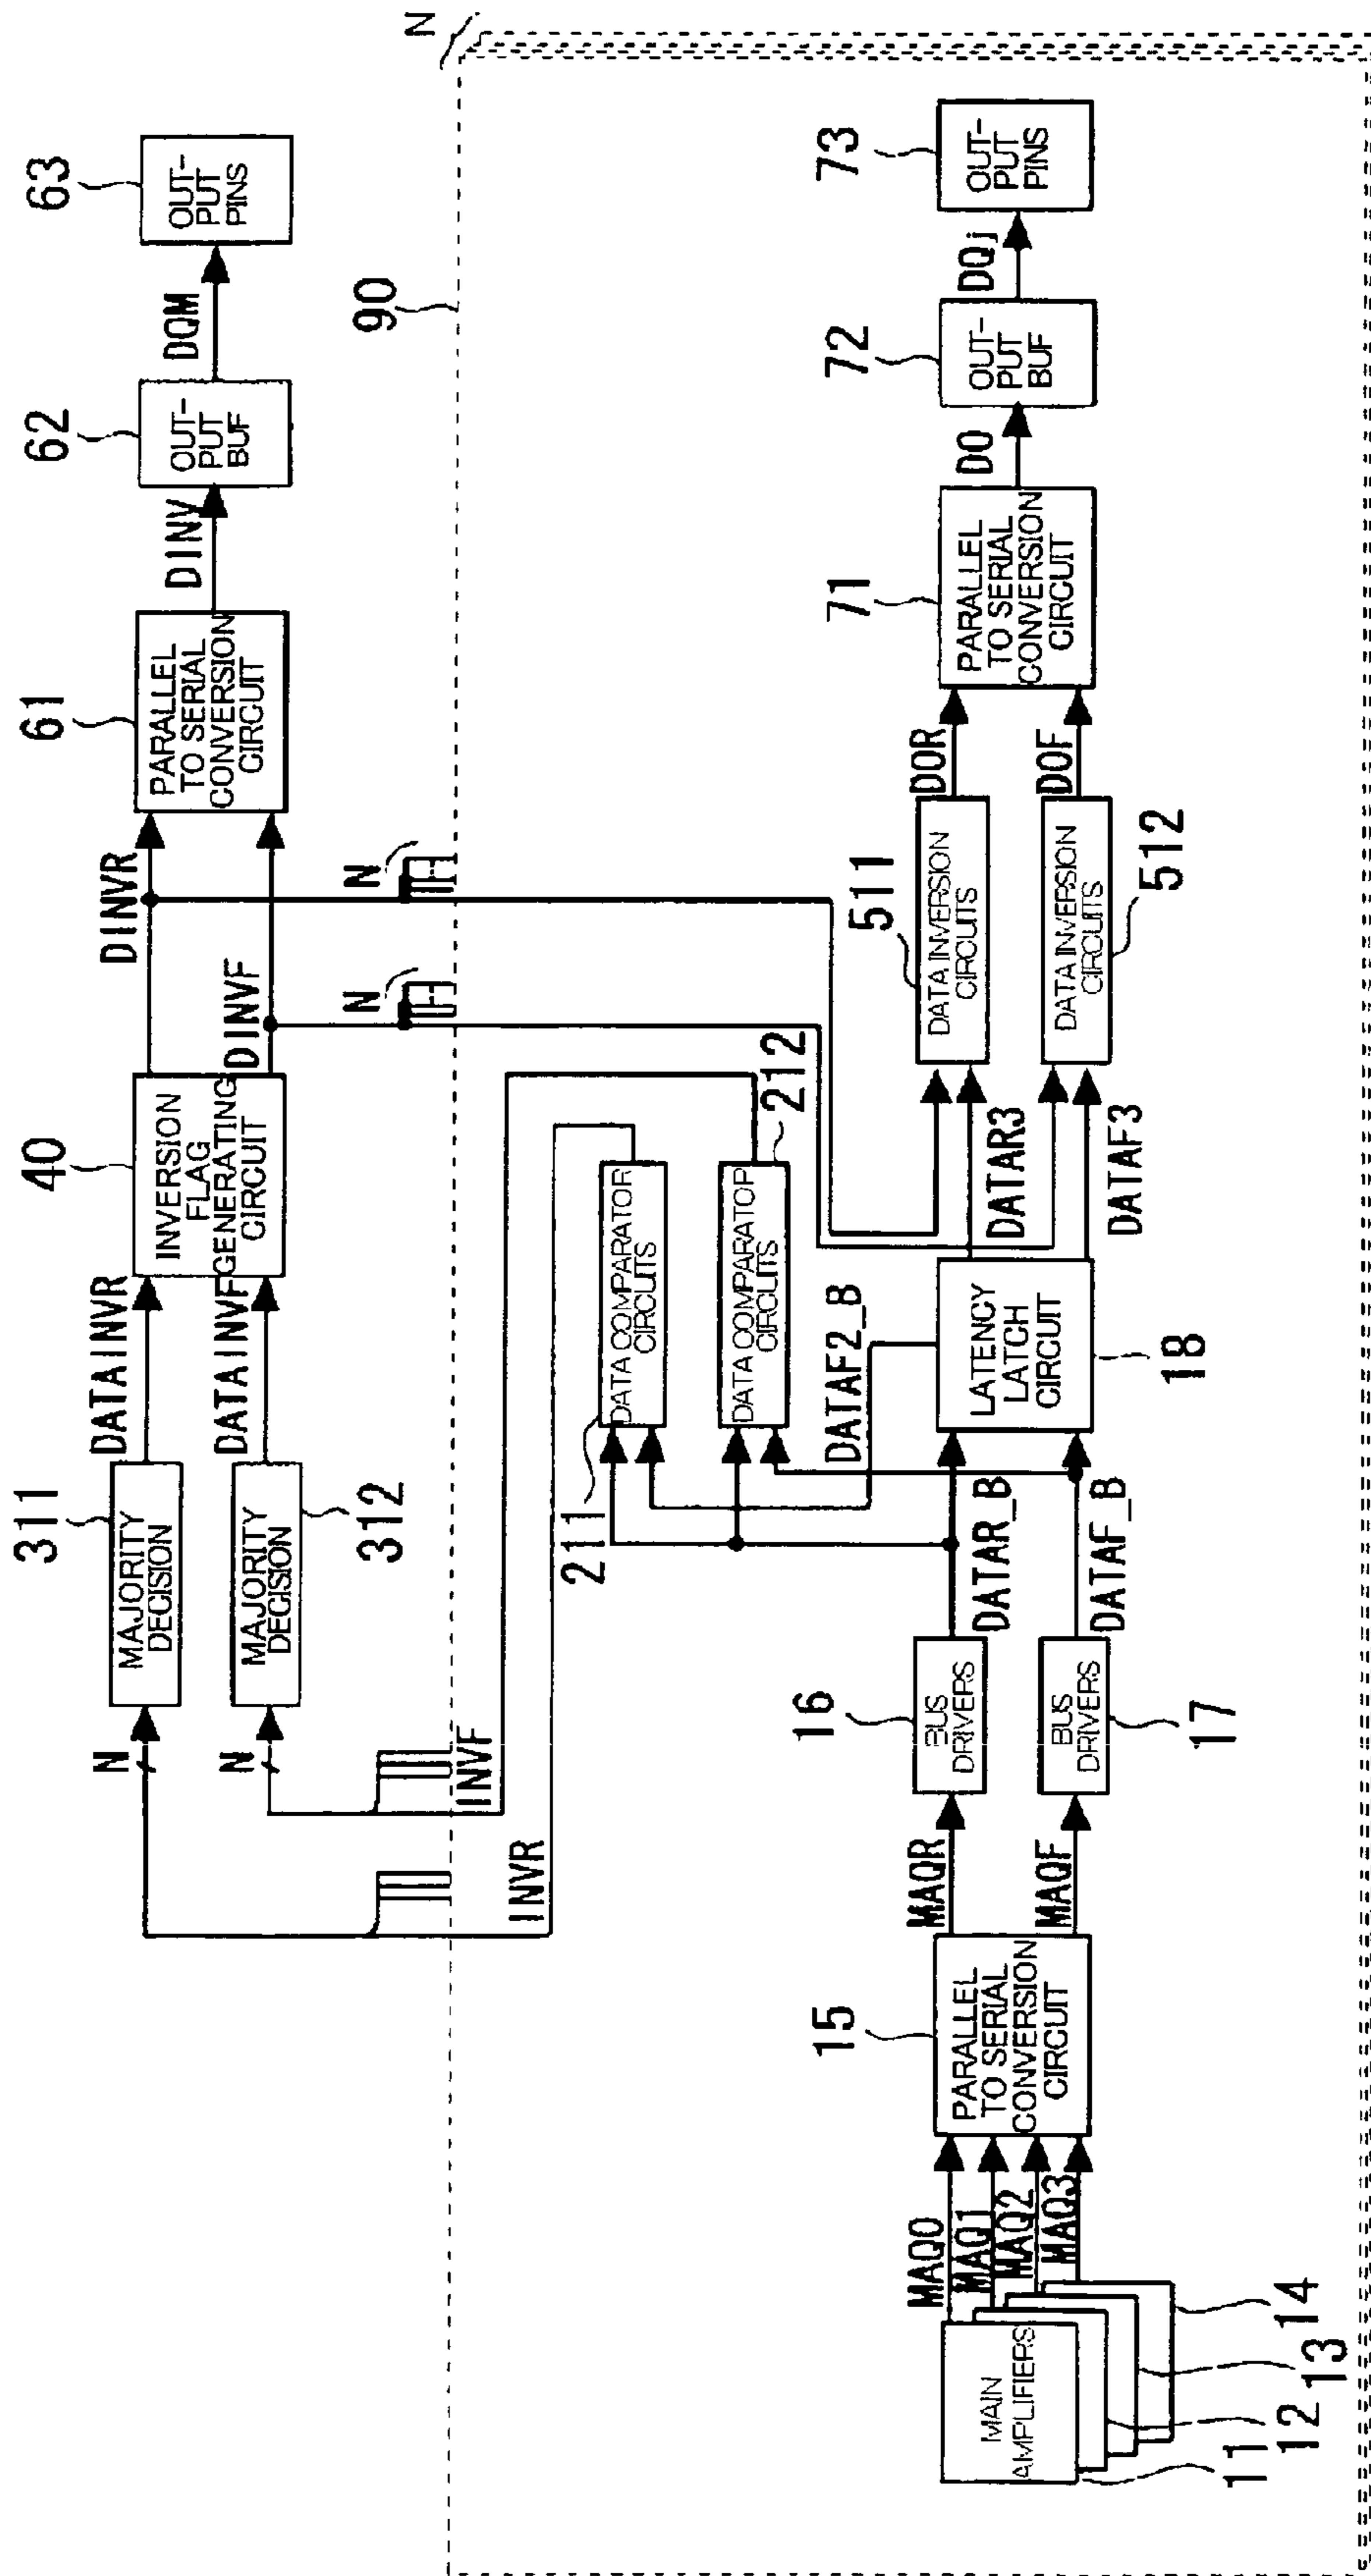 N
63
OUT-
PUT
PINS
DQM
62
OUT-
PUT
BUF
DINV
61
PARALLEL
TO SERIAL
CONVERSION
CIRCUIT
DINVR
DINVF
40
INVERSION
FLAG
GENERATING
CIRCUIT
DATAINVR
DATAINVF
311
MAJORITY
DECISION
312
MAJORITY
DECISION
N
N
90
N
N
INVF
INVR
211
DATA COMPARATOR
CIRCUITS
212
DATA COMPARATOR
CIRCUITS
DATAF2_B
73
OUT-
PUT
PINS
DQj
72
OUT-
PUT
BUF
DO
71
PARALLEL
TO SERIAL
CONVERSION
CIRCUIT
DOR
DOF
511
DATA INVERSION
CIRCUITS
512
DATA INVERSION
CIRCUITS
DATAR3
DATAF3
LATENCY
LATCH
CIRCUIT
18
DATAR_B
DATAF_B
16
BUS
DRIVERS
17
BUS
DRIVERS
MAQR
MAQF
15
PARALLEL
TO SERIAL
CONVERSION
CIRCUIT
MAQ0
MAQ1
MAQ2
MAQ3
MAIN
AMPLIFIERS
11
12
13
14